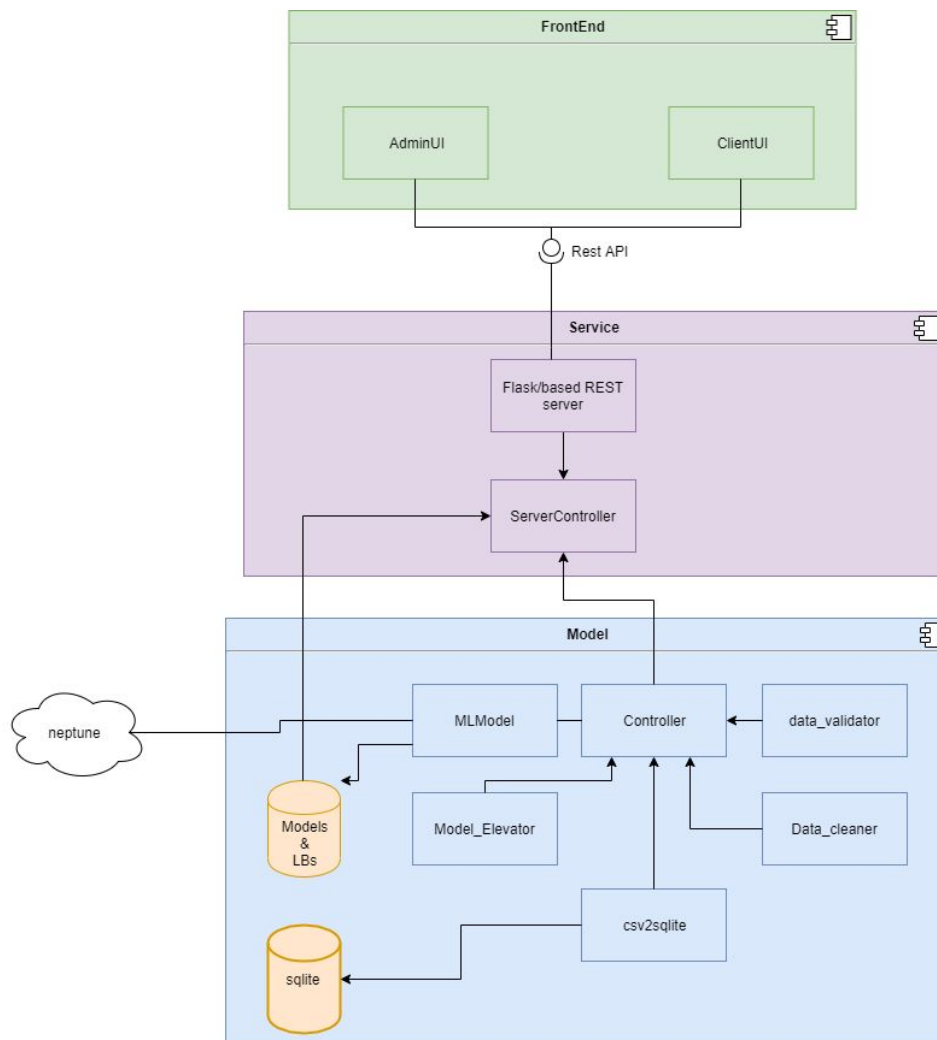 FrontEnd
AdminUI
ClientUI
Rest API
Service
Flask/based REST
server
ServerController
Model
neptune
MLModel
Controller
data_validator
Models
&
LBs
Model_Elevator
Data_cleaner
csv2sqlite
sqlite